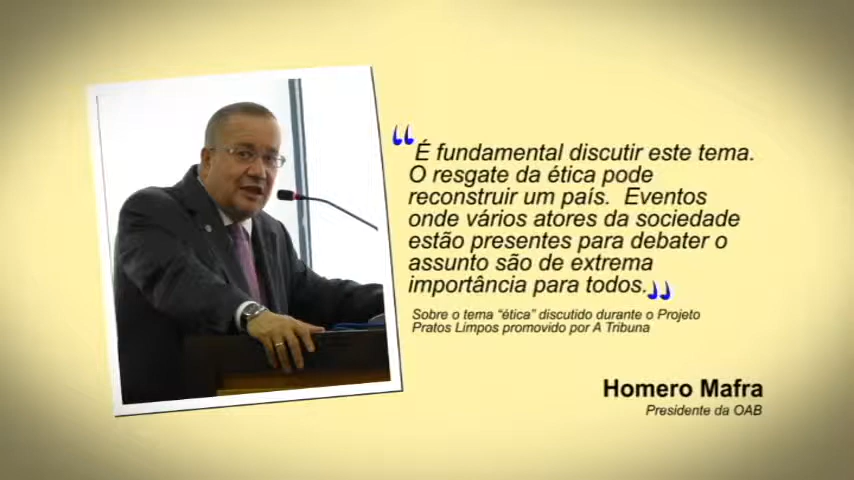 “É fundamental discutir este tema.
O resgate da ética pode
reconstruir um país. Eventos
onde vários atores da sociedade
estão presentes para debater o
assunto são de extrema
importância para todos.”
Sobre o tema “ética” discutido durante o Projeto
Pratos Limpos promovido por A Tribuna
Homero Mafra
Presidente da OAB